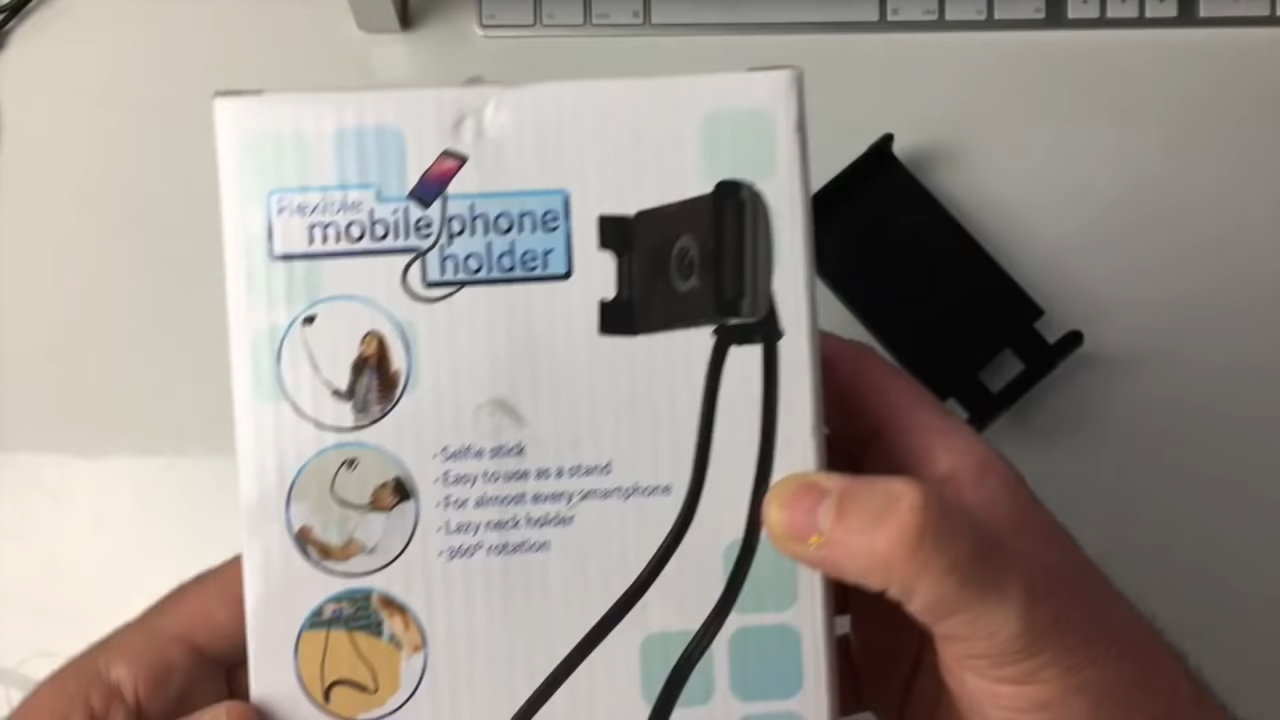 Flexible
mobile phone
holder
- Selfie stick
- Easy to use as a stand
- For almost every smartphone
- Lazy neck holder
- 360° rotation